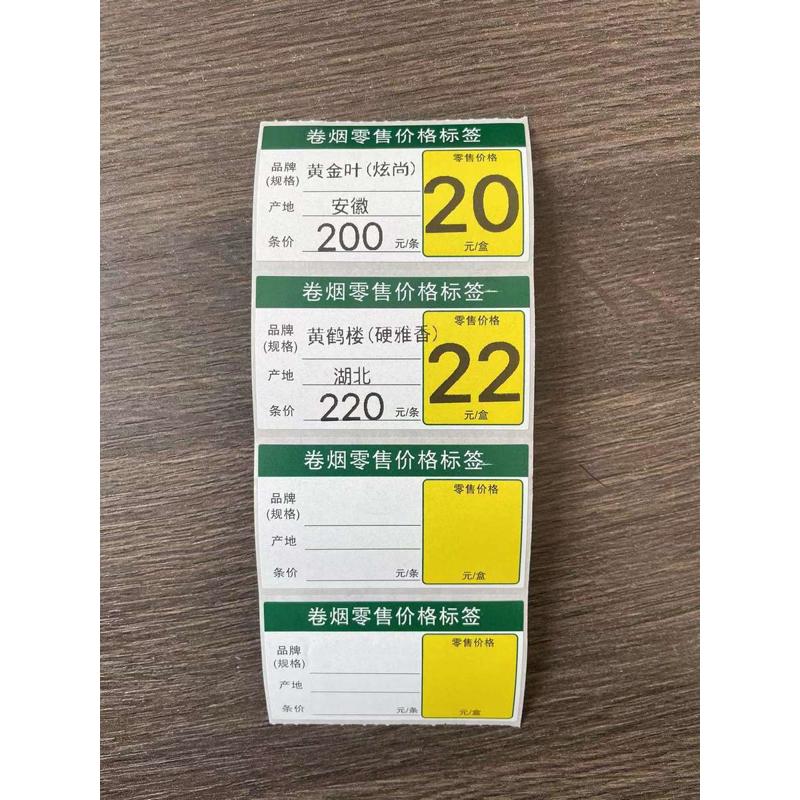 卷烟零售价格标签
品牌 黄金叶(炫尚) 零售价格
(规格)
产地 安徽 20
条价 200 元/条 元/盒
卷烟零售价格标签
品牌 黄鹤楼(硬雅香) 零售价格
(规格)
产地 湖北 22
条价 220 元/条 元/盒
卷烟零售价格标签
品牌 零售价格
(规格)
产地
条价 元/条 元/盒
卷烟零售价格标签
品牌 零售价格
(规格)
产地
条价 元/条 元/盒